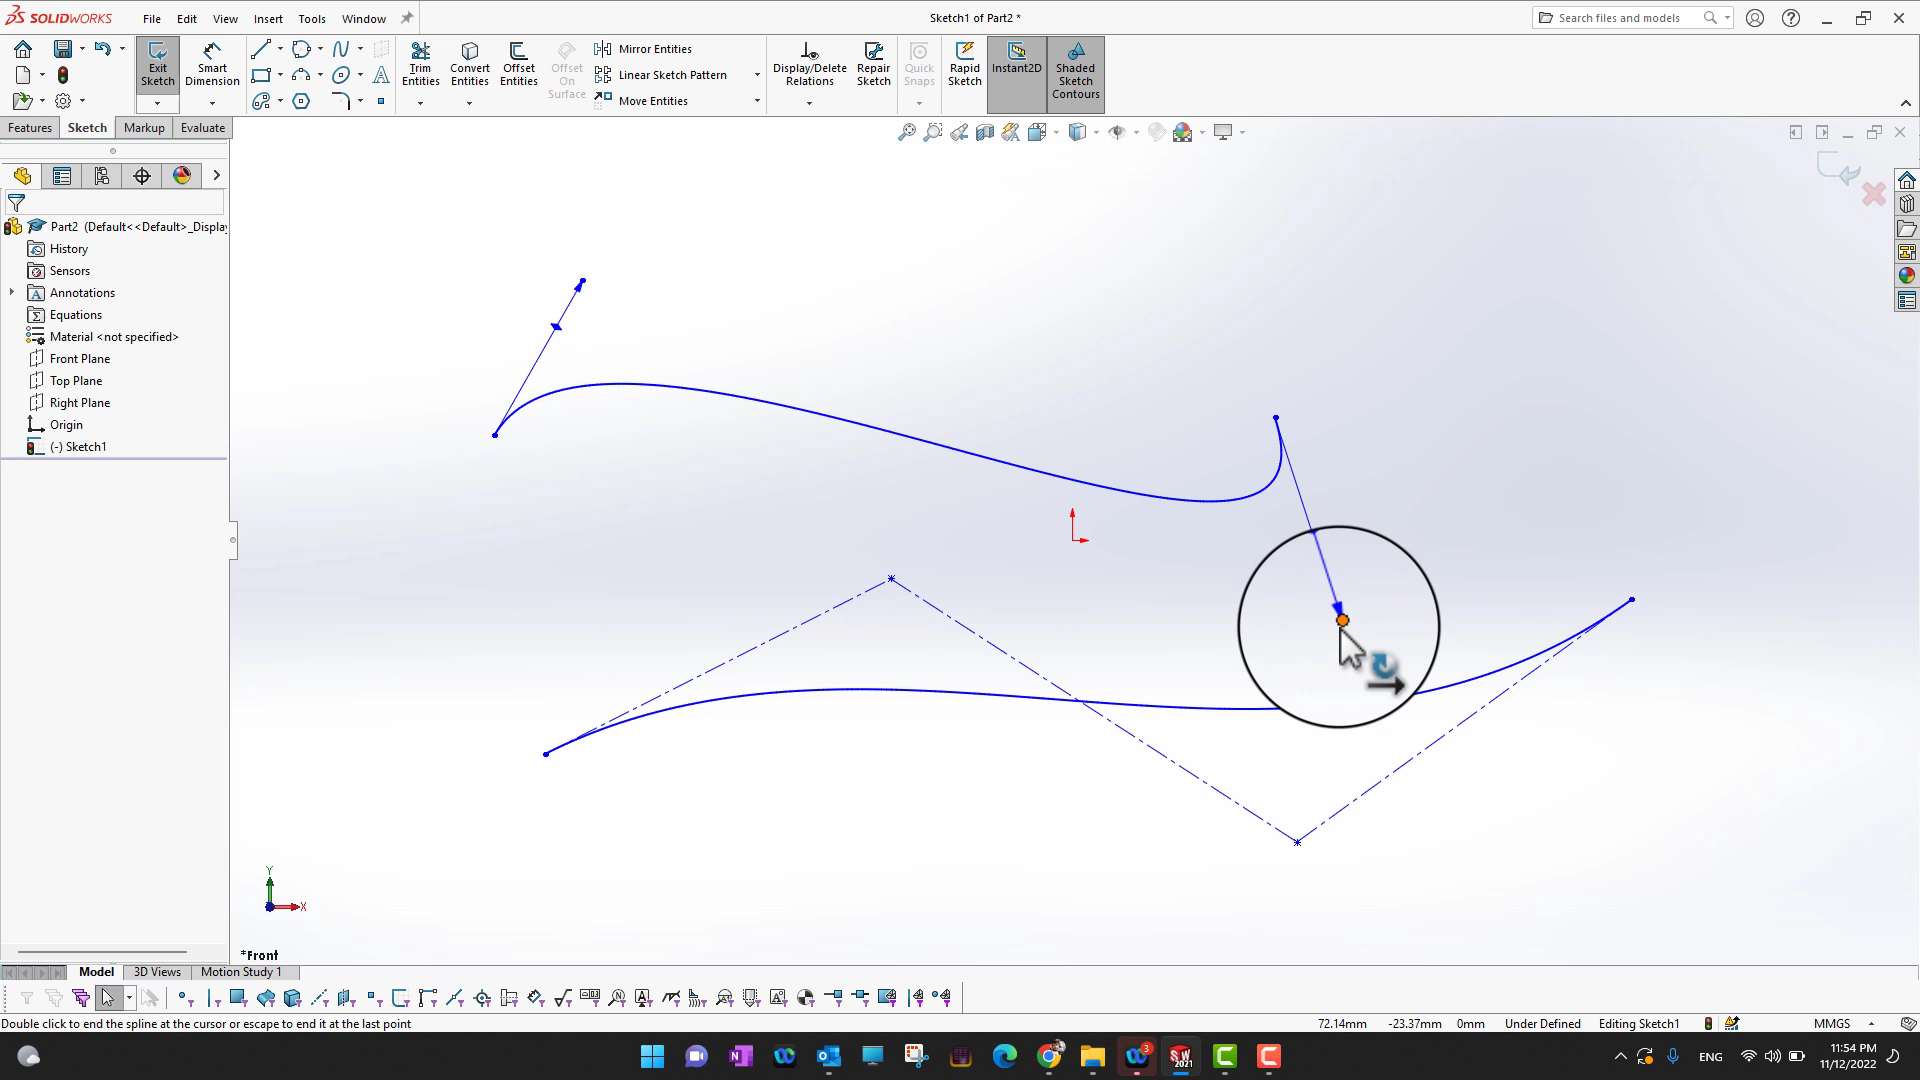 SOLIDWORKS
File Edit View Insert Tools Window
Sketch1 of Part2 *
Search files and models
Exit Sketch
Smart Dimension
Trim Entities
Convert Entities
Offset Entities
Offset On Surface
Mirror Entities
Linear Sketch Pattern
Move Entities
Display/Delete Relations
Repair Sketch
Quick Snaps
Rapid Sketch
Instant2D
Shaded Sketch Contours
Features Sketch Markup Evaluate
Part2 (Default<<Default>_Display
History
Sensors
Annotations
Equations
Material <not specified>
Front Plane
Top Plane
Right Plane
Origin
(-) Sketch1
Y
X
*Front
Model 3D Views Motion Study 1
Double click to end the spline at the cursor or escape to end it at the last point
72.14mm -23.37mm 0mm Under Defined Editing Sketch1 MMGS
ENG
11:54 PM
11/12/2022